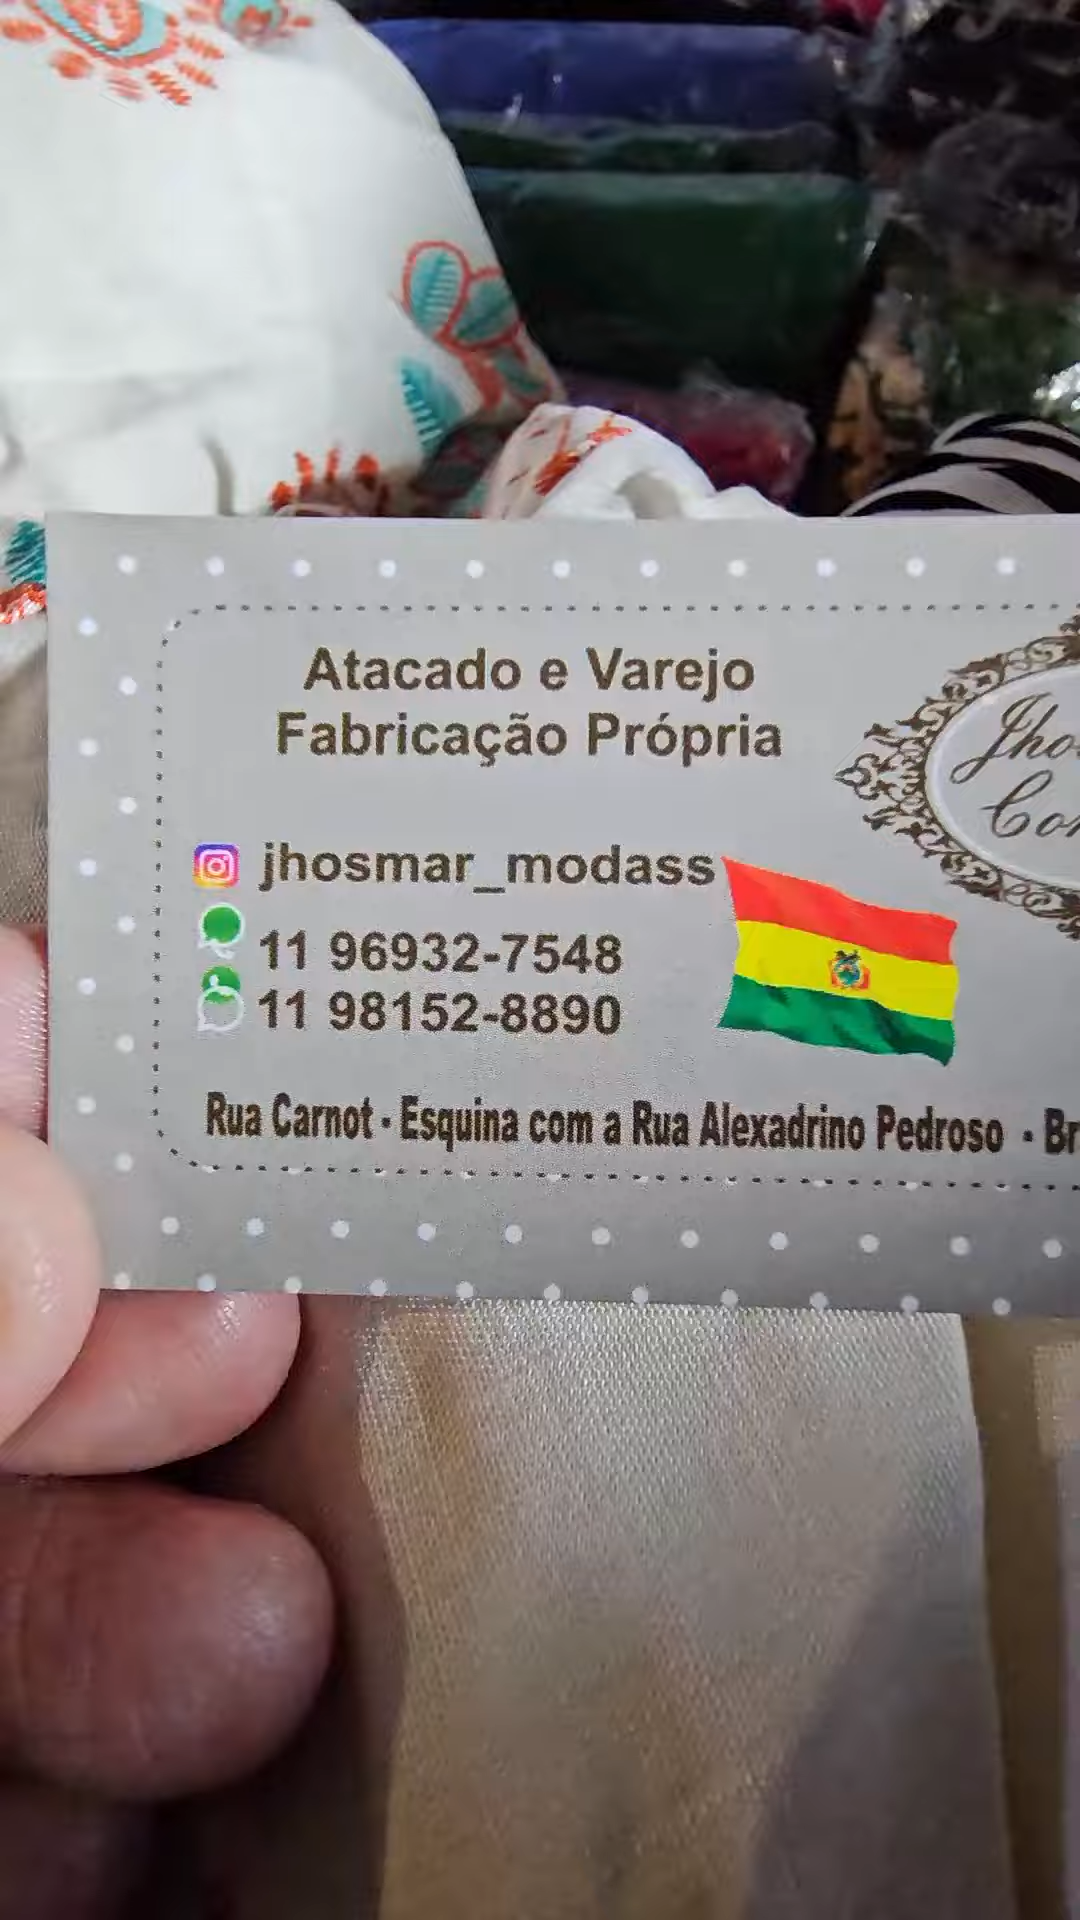 Atacado e Varejo
Fabricação Própria
jhosmar_modass
11 96932-7548
11 98152-8890
Rua Carnot - Esquina com a Rua Alexadrino Pedroso -